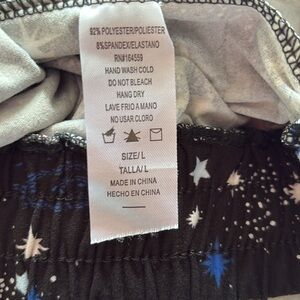 92% POLYESTER/POLIESTER
8%SPANDEX/ELASTANO
RN#164559
HAND WASH COLD
DO NOT BLEACH
HANG DRY
LAVE FRIO A MANO
NO USAR CLORO
SIZE/ L
TALLA/ L
MADE IN CHINA
HECHO EN CHINA